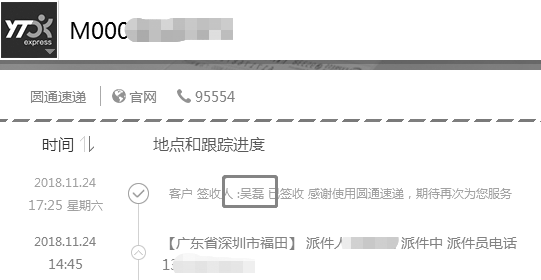 YTO
express
M000
圆通速递 官网 95554
时间 地点和跟踪进度
2018.11.24
17:25 星期六
客户 签收人 :吴磊 已签收 感谢使用圆通速递，期待再次为您服务
2018.11.24
14:45
【广东省深圳市福田】 派件人 派件中 派件员电话
13